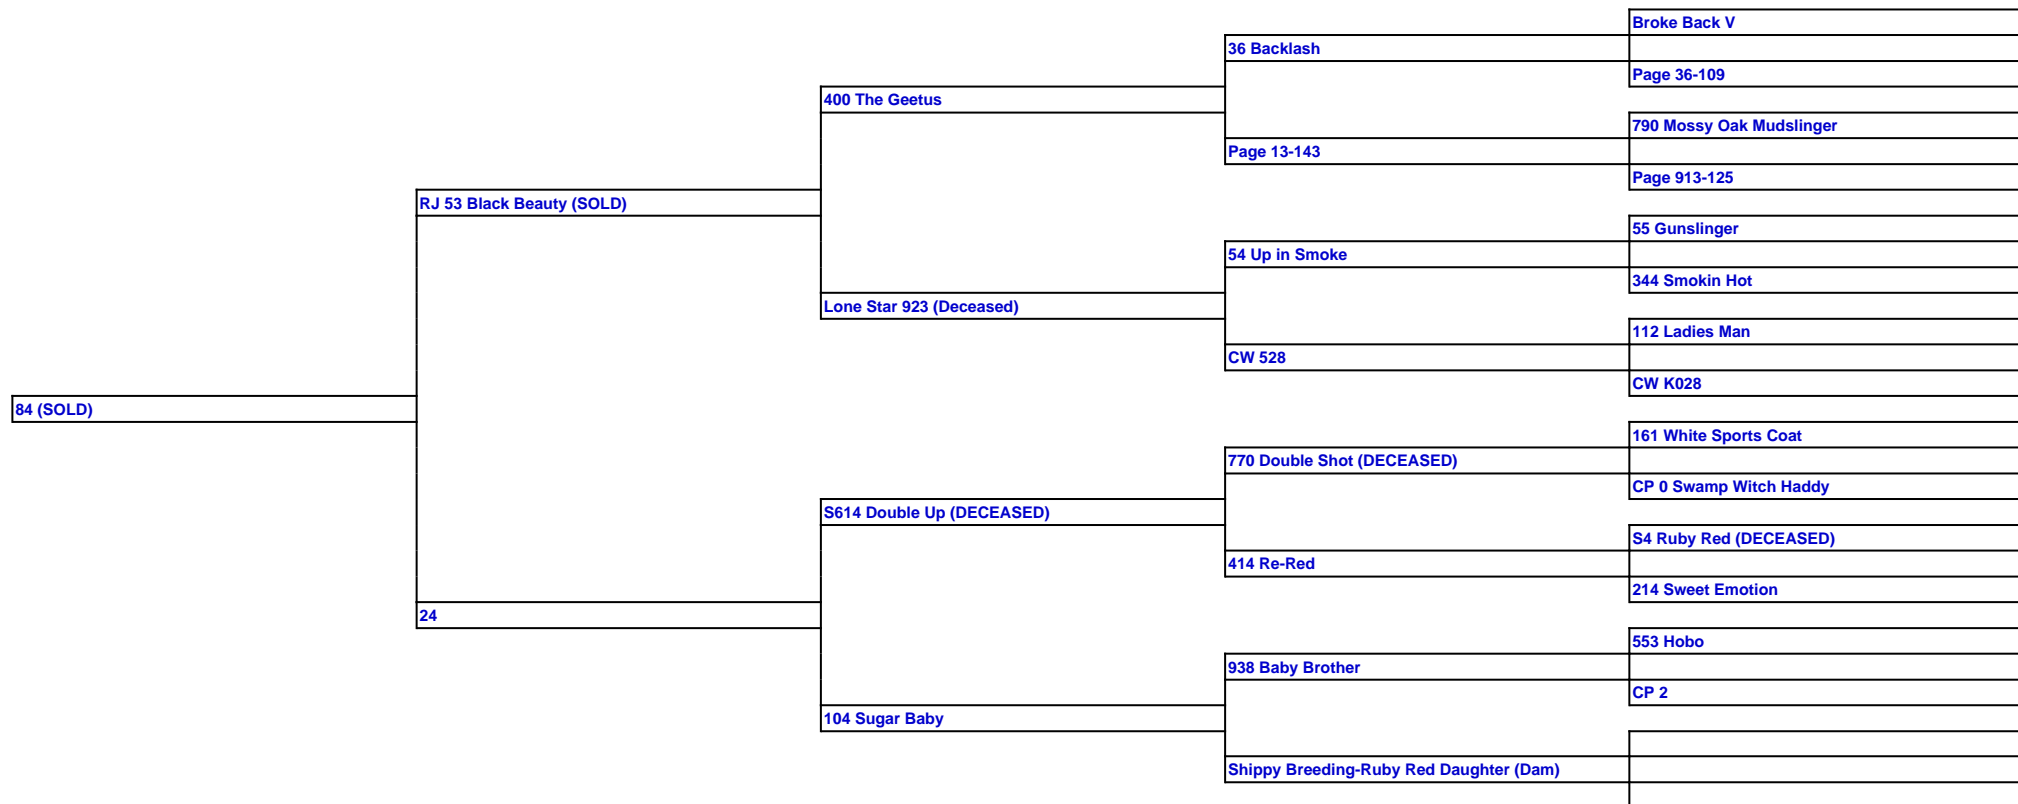 Broke Back V
36 Backlash
Page 36-109
400 The Geetus
790 Mossy Oak Mudslinger
Page 13-143
Page 913-125
RJ 53 Black Beauty (SOLD)
55 Gunslinger
54 Up in Smoke
344 Smokin Hot
Lone Star 923 (Deceased)
112 Ladies Man
CW 528
CW K028
84 (SOLD)
161 White Sports Coat
770 Double Shot (DECEASED)
CP 0 Swamp Witch Haddy
S614 Double Up (DECEASED)
S4 Ruby Red (DECEASED)
414 Re-Red
214 Sweet Emotion
24
553 Hobo
938 Baby Brother
CP 2
104 Sugar Baby
Shippy Breeding-Ruby Red Daughter (Dam)